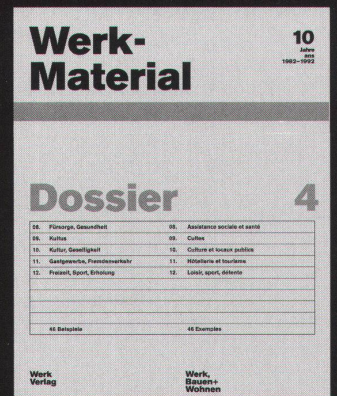 Werk-
Material
10
Jahre
ans
1982–1992
Dossier 4
08. Fürsorge, Gesundheit 08. Assistance sociale et santé
09. Kultus 09. Cultes
10. Kultur, Geselligkeit 10. Culture et locaux publics
11. Gastgewerbe, Fremdenverkehr 11. Hôtellerie et tourisme
12. Freizeit, Sport, Erholung 12. Loisir, sport, détente
46 Beispiele 46 Exemples
Werk
Verlag
Werk,
Bauen+
Wohnen